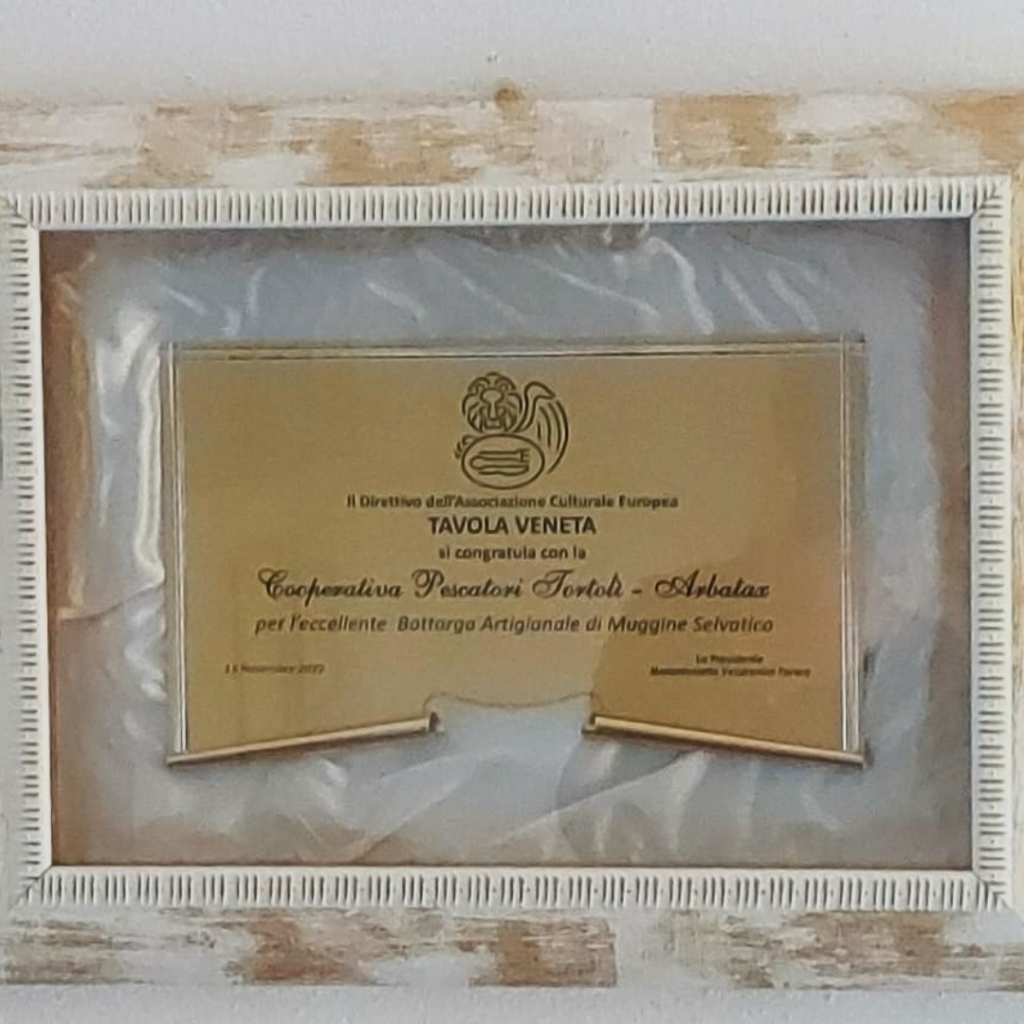 Il Direttivo dell'Associazione Culturale Europea
TAVOLA VENETA
si congratula con la
Cooperativa Pescatori Tortolì - Arbatax
per l'eccellente Bottarga Artigianale di Muggine Selvatico
Novembre
La Presidente